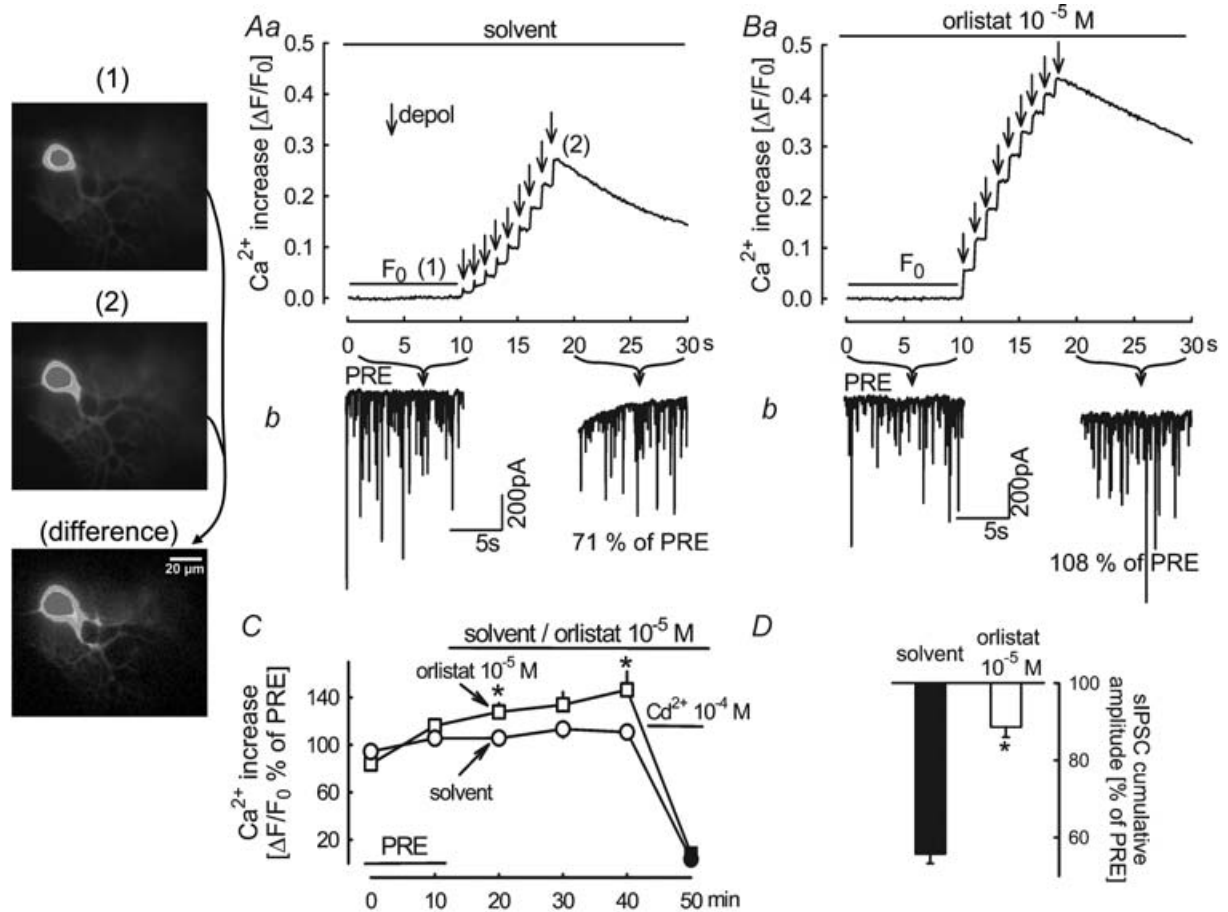 (1)
(2)
(difference)
20 µm
Aa
solvent
Ca2+ increase [ΔF/F0]
0.5
0.4
0.3
0.2
0.1
0.0
depol
(2)
F0 (1)
0 5 10 15 20 25 30 s
b
PRE
200pA
5s
71 % of PRE
Ba
orlistat 10 -5 M
Ca2+ increase [ΔF/F0]
0.5
0.4
0.3
0.2
0.1
0.0
F0
0 5 10 15 20 25 30 s
b
PRE
200pA
5s
108 % of PRE
C
solvent / orlistat 10-5 M
orlistat 10-5 M
*
*
Cd2+ 10-4 M
Ca2+ increase
[ΔF/F0 % of PRE]
140
100
60
20
solvent
PRE
0 10 20 30 40 50 min
D
solvent
orlistat
10-5 M
*
100
80
60
sIPSC cumulative
amplitude [% of PRE]